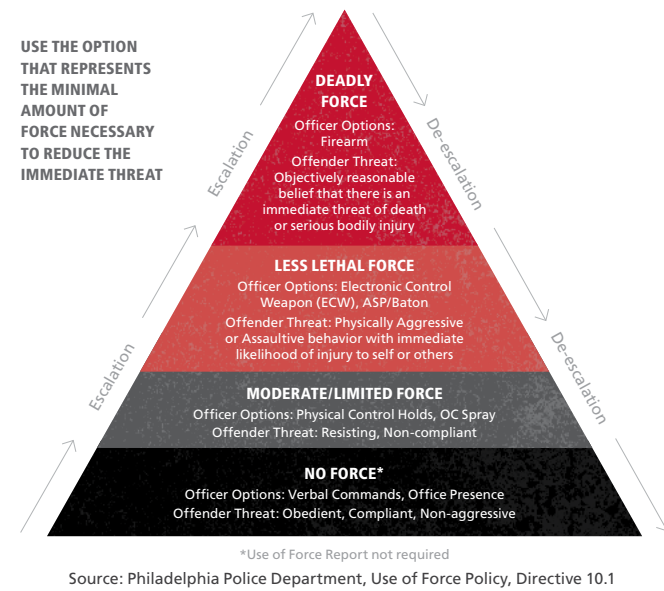 USE THE OPTION
THAT REPRESENTS
THE MINIMAL
AMOUNT OF
FORCE NECESSARY
TO REDUCE THE
IMMEDIATE THREAT
Escalation
De-escalation
DEADLY
FORCE
Officer Options:
Firearm
Offender Threat:
Objectively reasonable
belief that there is an
immediate threat of death
or serious bodily injury
LESS LETHAL FORCE
Officer Options: Electronic Control
Weapon (ECW), ASP/Baton
Offender Threat: Physically Aggressive
or Assaultive behavior with immediate
likelihood of injury to self or others
Escalation
De-escalation
MODERATE/LIMITED FORCE
Officer Options: Physical Control Holds, OC Spray
Offender Threat: Resisting, Non-compliant
NO FORCE*
Officer Options: Verbal Commands, Office Presence
Offender Threat: Obedient, Compliant, Non-aggressive
*Use of Force Report not required
Source: Philadelphia Police Department, Use of Force Policy, Directive 10.1